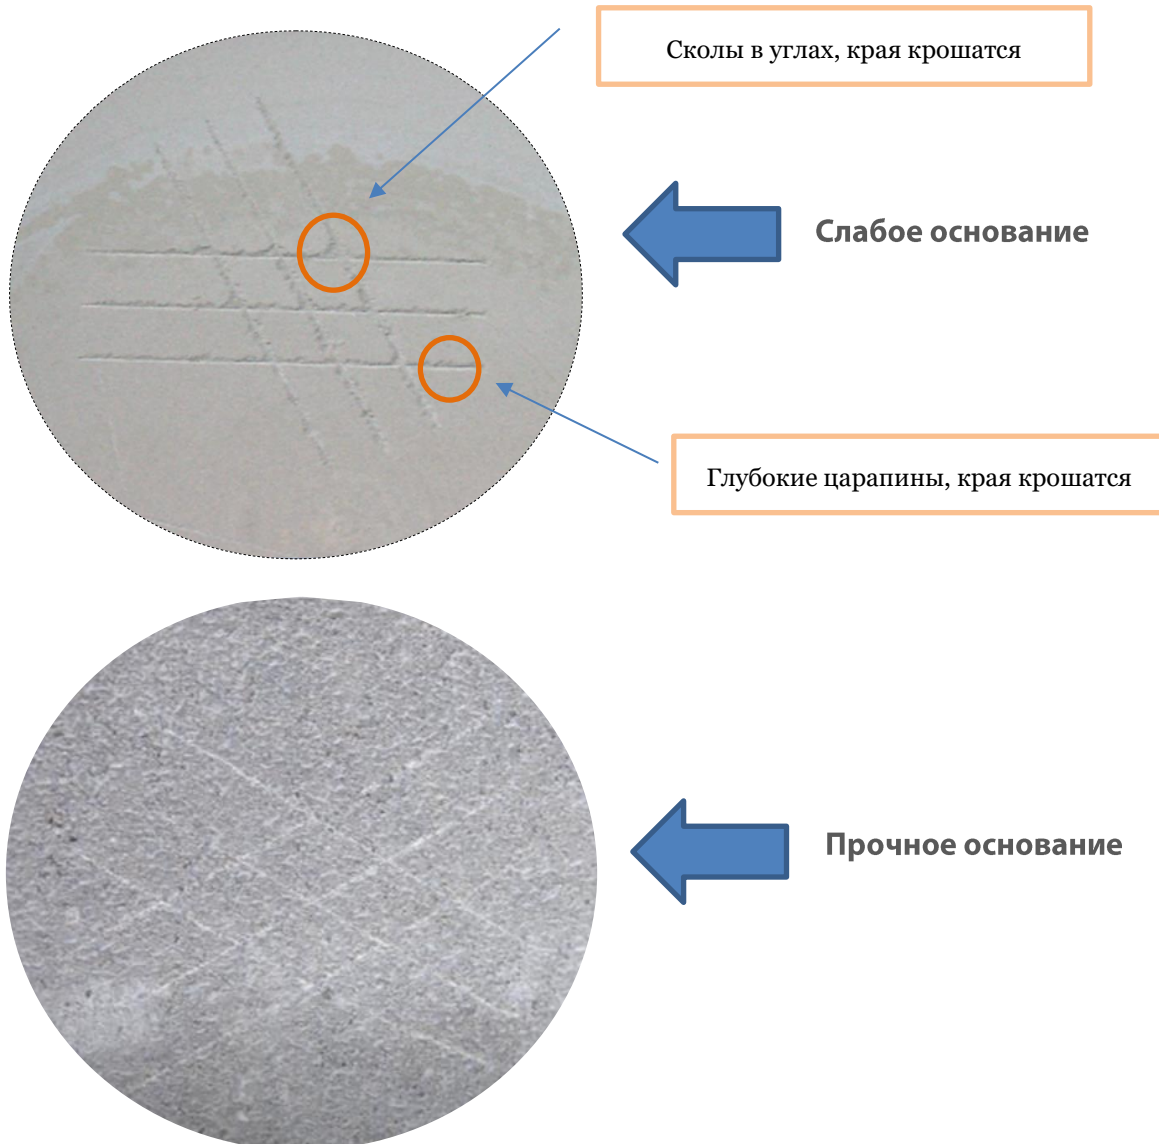 Сколы в углах, края крошатся
Слабое основание
Глубокие царапины, края крошатся
Прочное основание